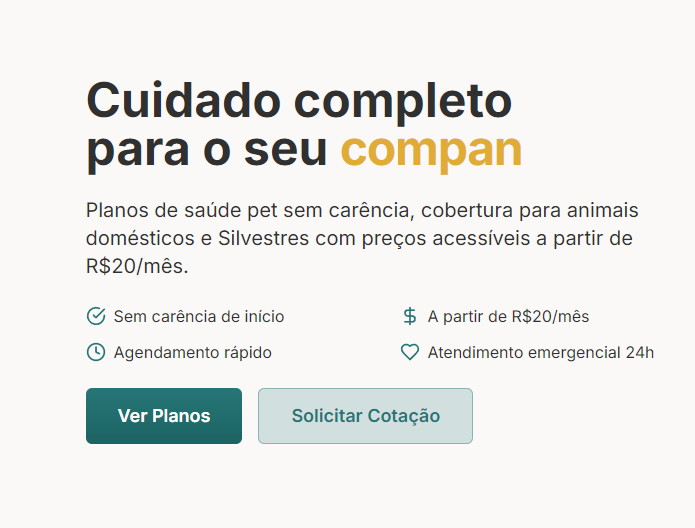 Cuidado completo
para o seu compan
Planos de saúde pet sem carência, cobertura para animais
domésticos e Silvestres com preços acessíveis a partir de
R$20/mês.
Sem carência de início
A partir de R$20/mês
Agendamento rápido
Atendimento emergencial 24h
Ver Planos
Solicitar Cotação